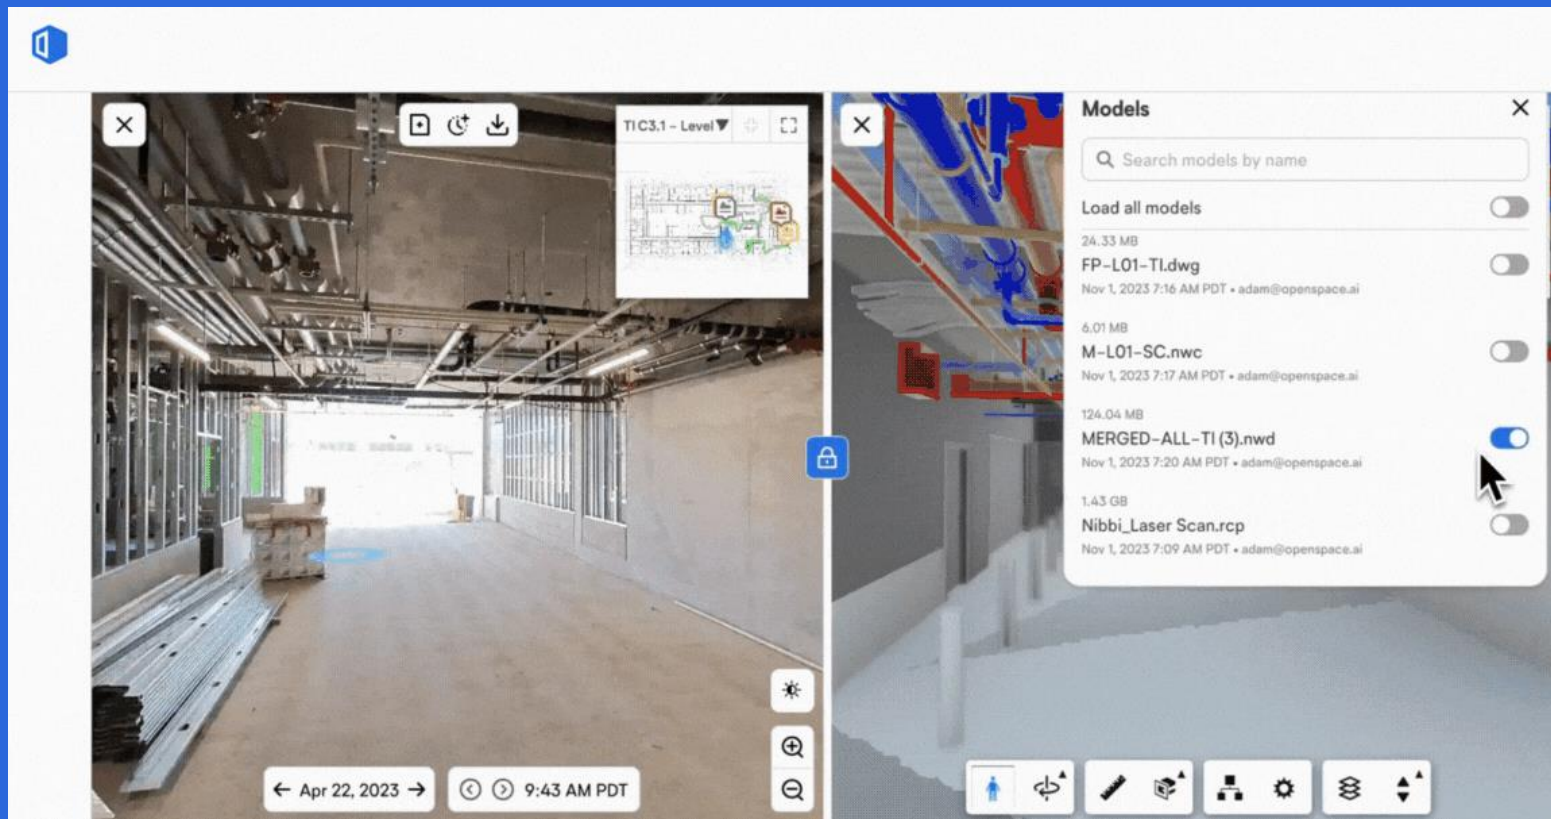 TI C3.1 – Level
Apr 22, 2023
9:43 AM PDT
Models
Search models by name
Load all models
24.33 MB
FP-L01-TI.dwg
Nov 1, 2023 7:16 AM PDT • adam@openspace.ai
6.01 MB
M-L01-SC.nwc
Nov 1, 2023 7:17 AM PDT • adam@openspace.ai
124.04 MB
MERGED-ALL-TI (3).nwd
Nov 1, 2023 7:20 AM PDT • adam@openspace.ai
1.43 GB
Nibbi_Laser Scan.rcp
Nov 1, 2023 7:09 AM PDT • adam@openspace.ai